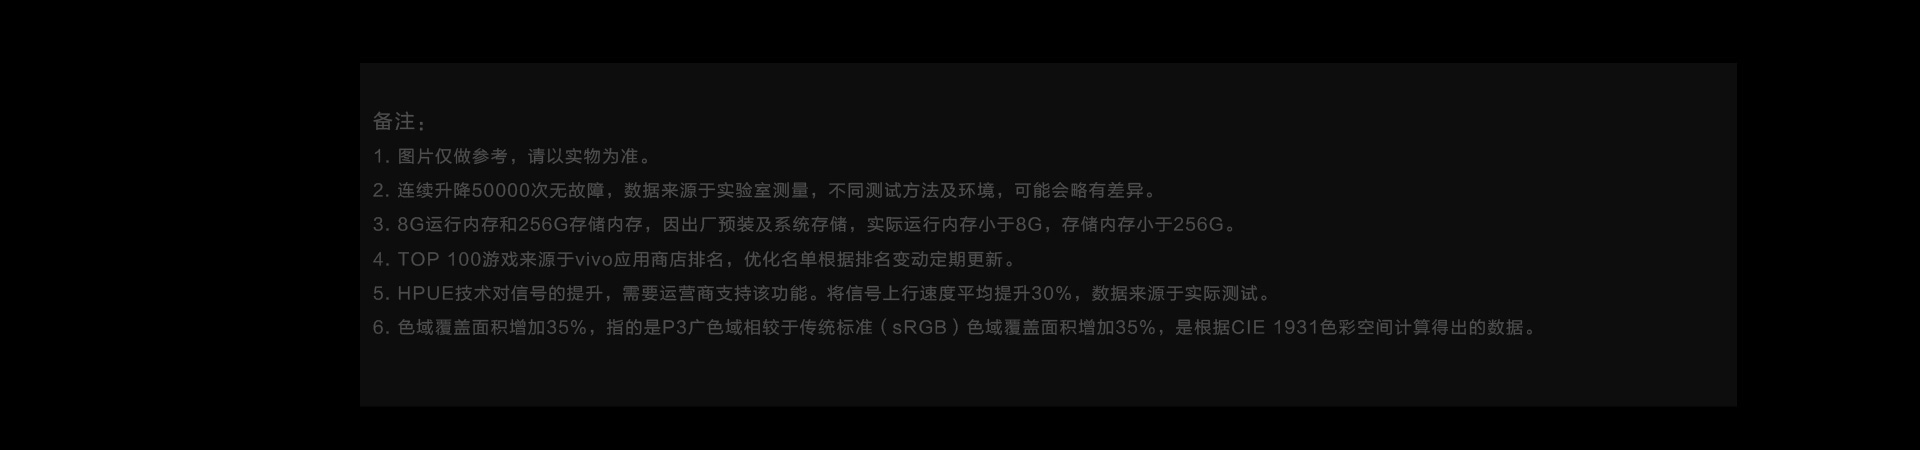 备注：
1. 图片仅做参考，请以实物为准。
2. 连续升降50000次无故障，数据来源于实验室测量，不同测试方法及环境，可能会略有差异。
3. 8G运行内存和256G存储内存，因出厂预装及系统存储，实际运行内存小于8G，存储内存小于256G。
4. TOP 100游戏来源于vivo应用商店排名，优化名单根据排名变动定期更新。
5. HPUE技术对信号的提升，需要运营商支持该功能。将信号上行速度平均提升30%，数据来源于实际测试。
6. 色域覆盖面积增加35%，指的是P3广色域相较于传统标准（sRGB）色域覆盖面积增加35%，是根据CIE 1931色彩空间计算得出的数据。